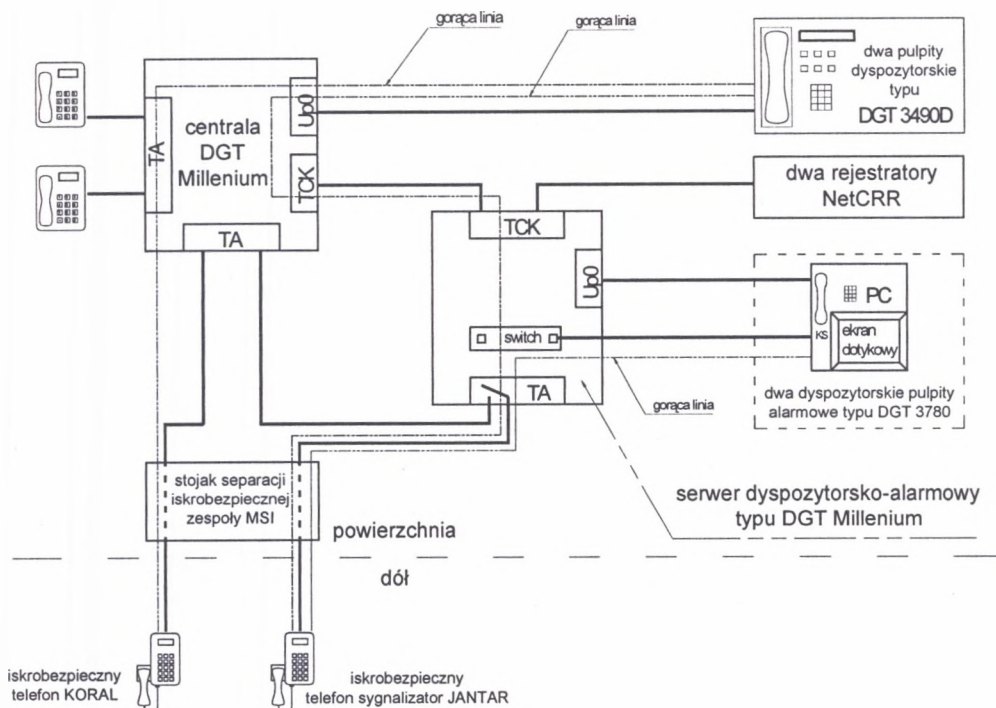 gorąca linia
gorąca linia
dwa pulpity
dyspozytorskie
typu
DGT 3490D
centrala
DGT
Millenium
TA
Up0
TCK
TA
dwa rejestratory
NetCRR
TCK
Up0
switch
TA
PC
KS
ekran
dotykowy
dwa dyspozytorskie pulpity
alarmowe typu DGT 3780
gorąca linia
stojak separacji
iskrobezpiecznej
zespoły MSI
powierzchnia
serwer dyspozytorsko-alarmowy
typu DGT Millenium
dół
iskrobezpieczny
telefon KORAL
iskrobezpieczny
telefon sygnalizator JANTAR